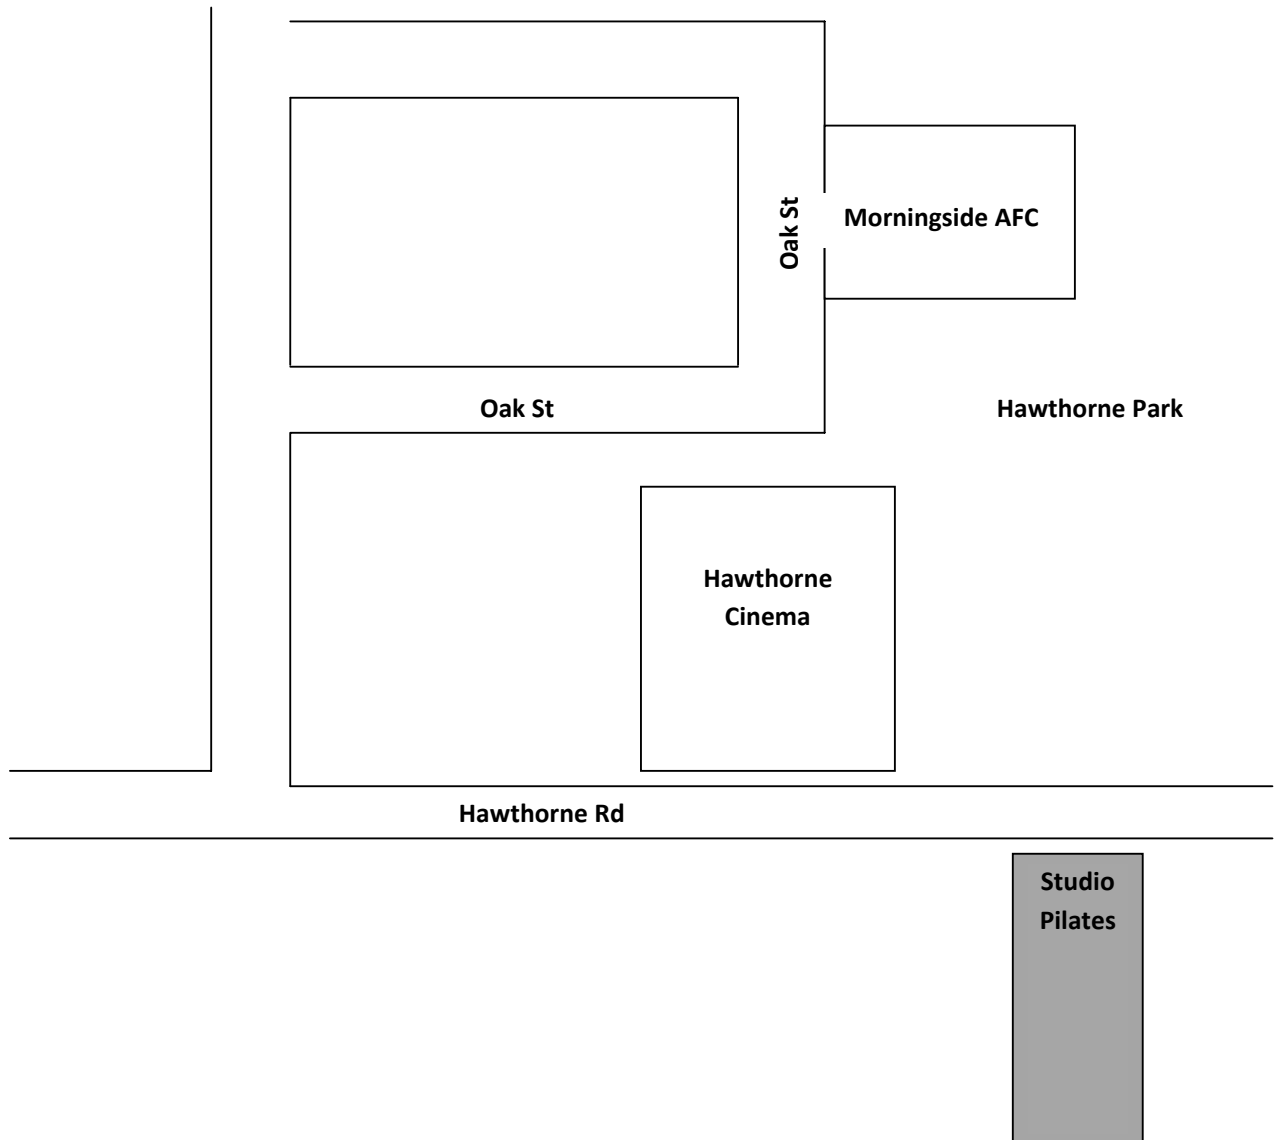 Oak St
Morningside AFC
Oak St
Hawthorne Park
Hawthorne
Cinema
Hawthorne Rd
Studio
Pilates